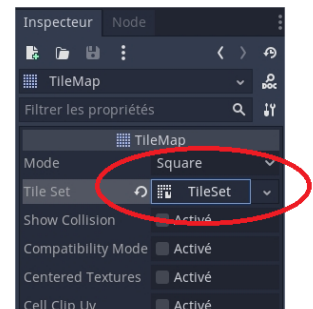 Inspecteur Node
TileMap
DOC
Filtrer les propriétés
TileMap
Mode Square
Tile Set TileSet
Show Collision Activé
Compatibility Mode Activé
Centered Textures Activé
Cell Clip Uv Activé